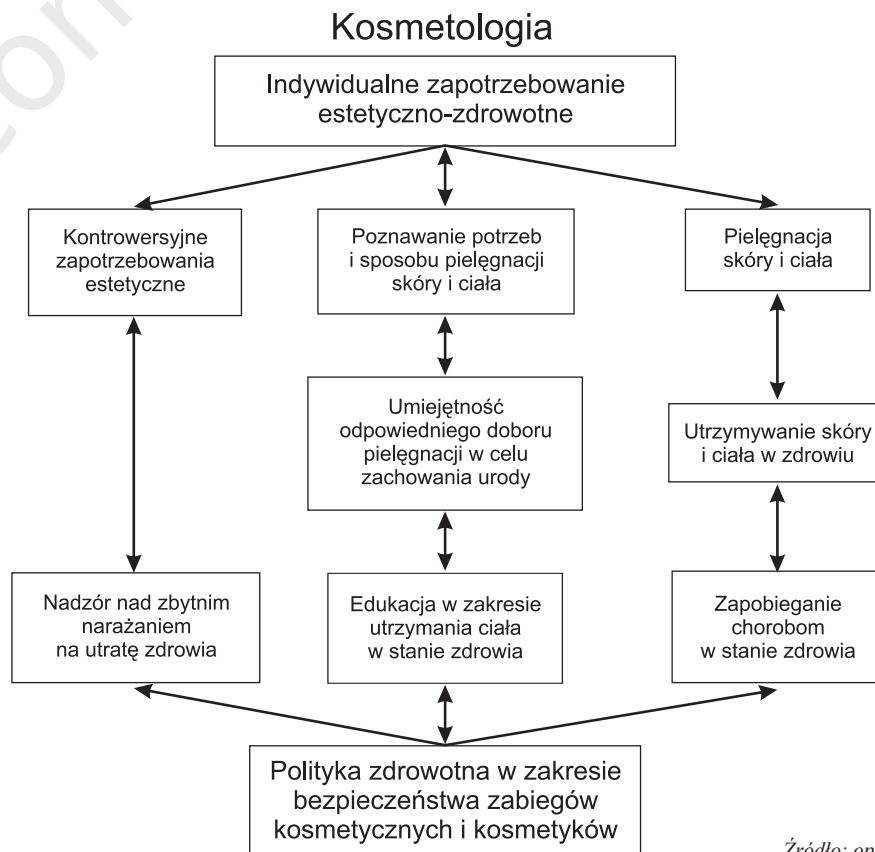 Kosmetologia
Indywidualne zapotrzebowanie
estetyczno-zdrowotne
Kontrowersyjne
zapotrzebowania
estetyczne
Poznawanie potrzeb
i sposobu pielęgnacji
skóry i ciała
Pielęgnacja
skóry i ciała
Umiejętność
odpowiedniego doboru
pielęgnacji w celu
zachowania urody
Utrzymywanie skóry
i ciała w zdrowiu
Nadzór nad zbytnim
narażaniem
na utratę zdrowia
Edukacja w zakresie
utrzymania ciała
w stanie zdrowia
Zapobieganie
chorobom
w stanie zdrowia
Polityka zdrowotna w zakresie
bezpieczeństwa zabiegów
kosmetycznych i kosmetyków
Źródło: